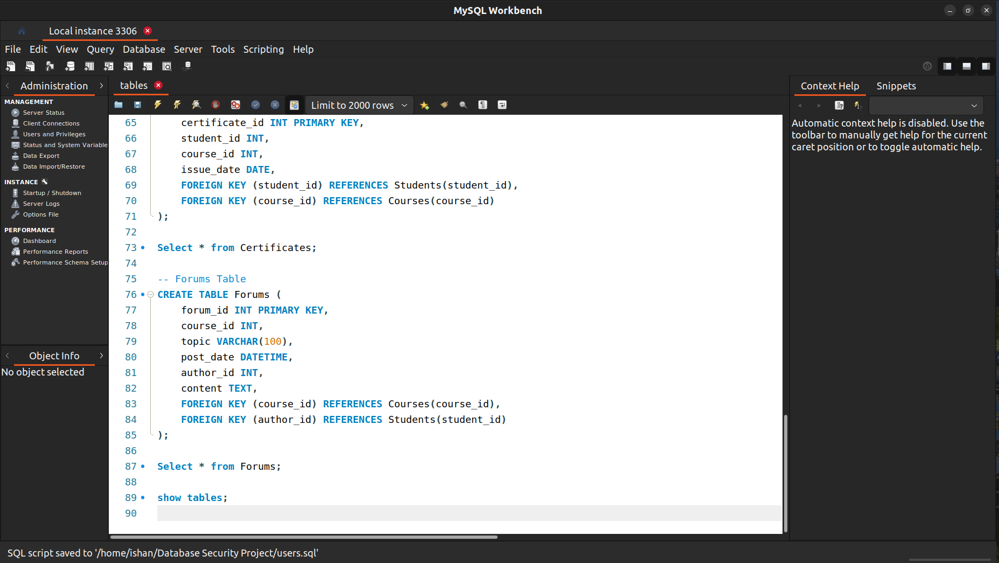 MySQL Workbench
Local instance 3306
File Edit View Query Database Server Tools Scripting Help
Administration
MANAGEMENT
Server Status
Client Connections
Users and Privileges
Status and System Variable
Data Export
Data Import/Restore
INSTANCE
Startup / Shutdown
Server Logs
Options File
PERFORMANCE
Dashboard
Performance Reports
Performance Schema Setup
Object Info
No object selected
tables
Limit to 2000 rows
65 certificate_id INT PRIMARY KEY,
66 student_id INT,
67 course_id INT,
68 issue_date DATE,
69 FOREIGN KEY (student_id) REFERENCES Students(student_id),
70 FOREIGN KEY (course_id) REFERENCES Courses(course_id)
71 );
72
73 Select * from Certificates;
74
75 -- Forums Table
76 CREATE TABLE Forums (
77 forum_id INT PRIMARY KEY,
78 course_id INT,
79 topic VARCHAR(100),
80 post_date DATETIME,
81 author_id INT,
82 content TEXT,
83 FOREIGN KEY (course_id) REFERENCES Courses(course_id),
84 FOREIGN KEY (author_id) REFERENCES Students(student_id)
85 );
86
87 Select * from Forums;
88
89 show tables;
90
Context Help Snippets
Automatic context help is disabled. Use the
toolbar to manually get help for the current
caret position or to toggle automatic help.
SQL script saved to '/home/ishan/Database Security Project/users.sql'